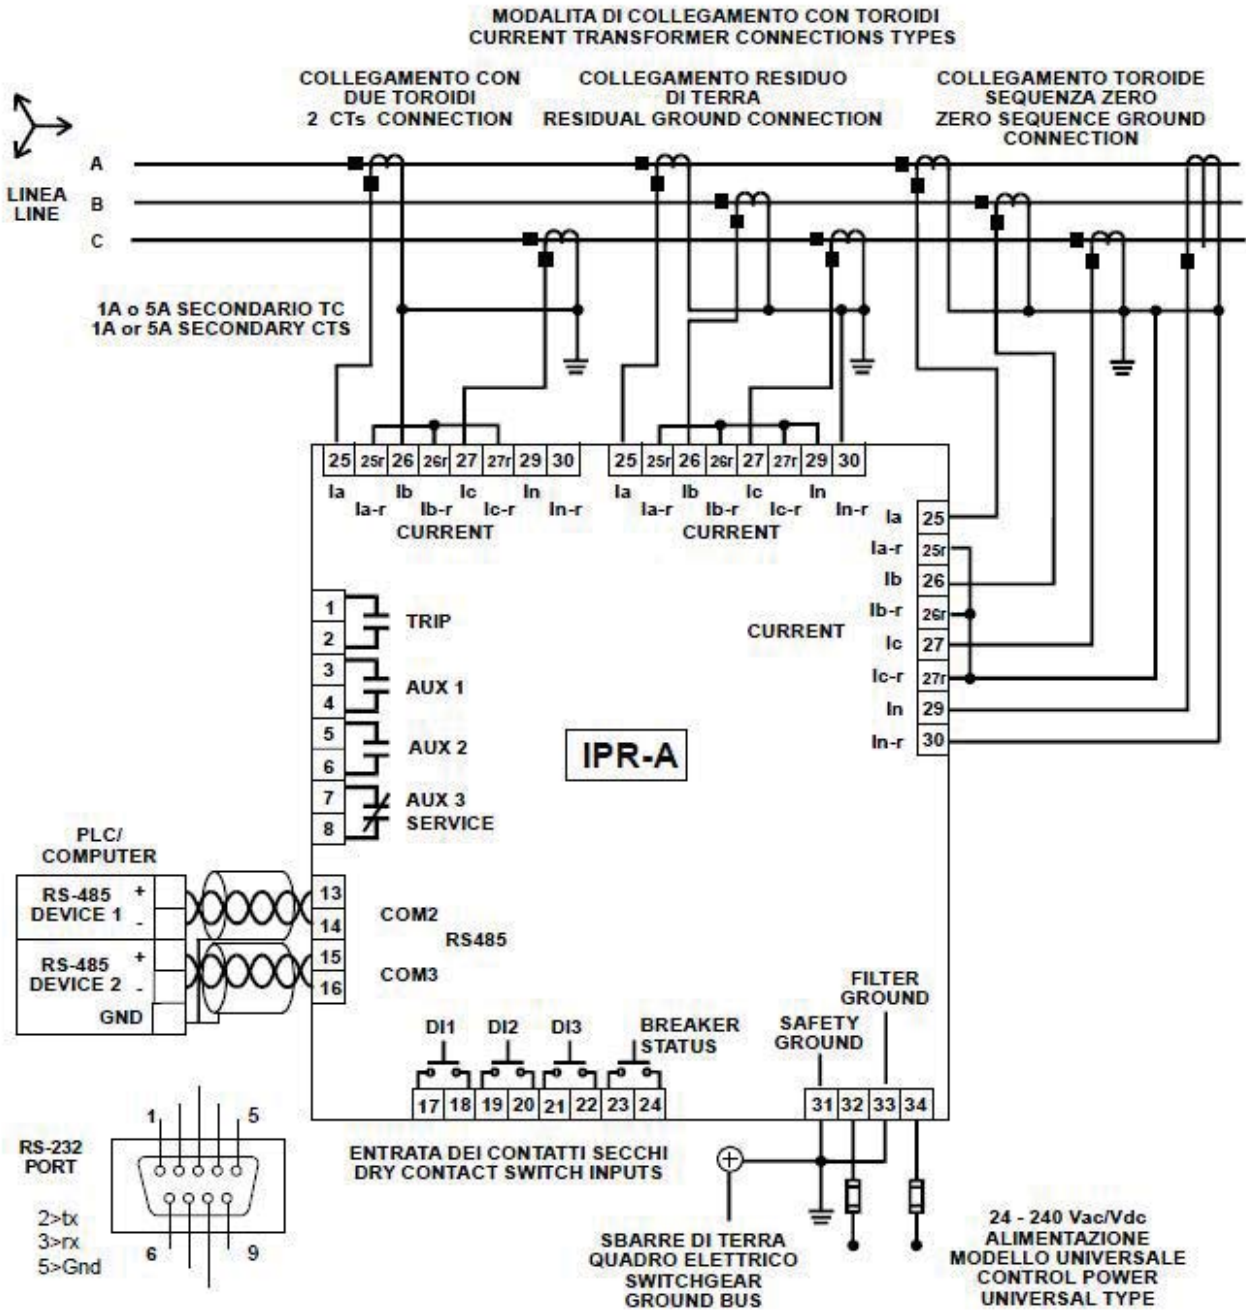 MODALITA DI COLLEGAMENTO CON TOROIDI
CURRENT TRANSFORMER CONNECTIONS TYPES
COLLEGAMENTO CON
DUE TOROIDI
2 CTs CONNECTION
COLLEGAMENTO RESIDUO
DI TERRA
RESIDUAL GROUND CONNECTION
COLLEGAMENTO TOROIDE
SEQUENZA ZERO
ZERO SEQUENCE GROUND
CONNECTION
LINEA
LINE
A
B
C
1A o 5A SECONDARIO TC
1A or 5A SECONDARY CTS
25 25r 26 26r 27 27r 29 30
Ia Ib Ic In
Ia-r Ib-r Ic-r In-r
CURRENT
25 25r 26 26r 27 27r 29 30
Ia Ib Ic In
Ia-r Ib-r Ic-r In-r
CURRENT
Ia 25
Ia-r 25r
Ib 26
Ib-r 26r
CURRENT
Ic 27
Ic-r 27r
In 29
In-r 30
1
2
TRIP
3
4
AUX 1
5
6
AUX 2
7
8
AUX 3
SERVICE
IPR-A
PLC/
COMPUTER
RS-485
DEVICE 1
+
-
RS-485
DEVICE 2
+
-
GND
13
14
15
16
COM2
RS485
COM3
DI1 DI2 DI3 BREAKER
STATUS
17 18 19 20 21 22 23 24
ENTRATA DEI CONTATTI SECCHI
DRY CONTACT SWITCH INPUTS
FILTER
GROUND
SAFETY
GROUND
31 32 33 34
SBARRE DI TERRA
QUADRO ELETTRICO
SWITCHGEAR
GROUND BUS
24 - 240 Vac/Vdc
ALIMENTAZIONE
MODELLO UNIVERSALE
CONTROL POWER
UNIVERSAL TYPE
RS-232
PORT
1 5
6 9
2>tx
3>rx
5>Gnd